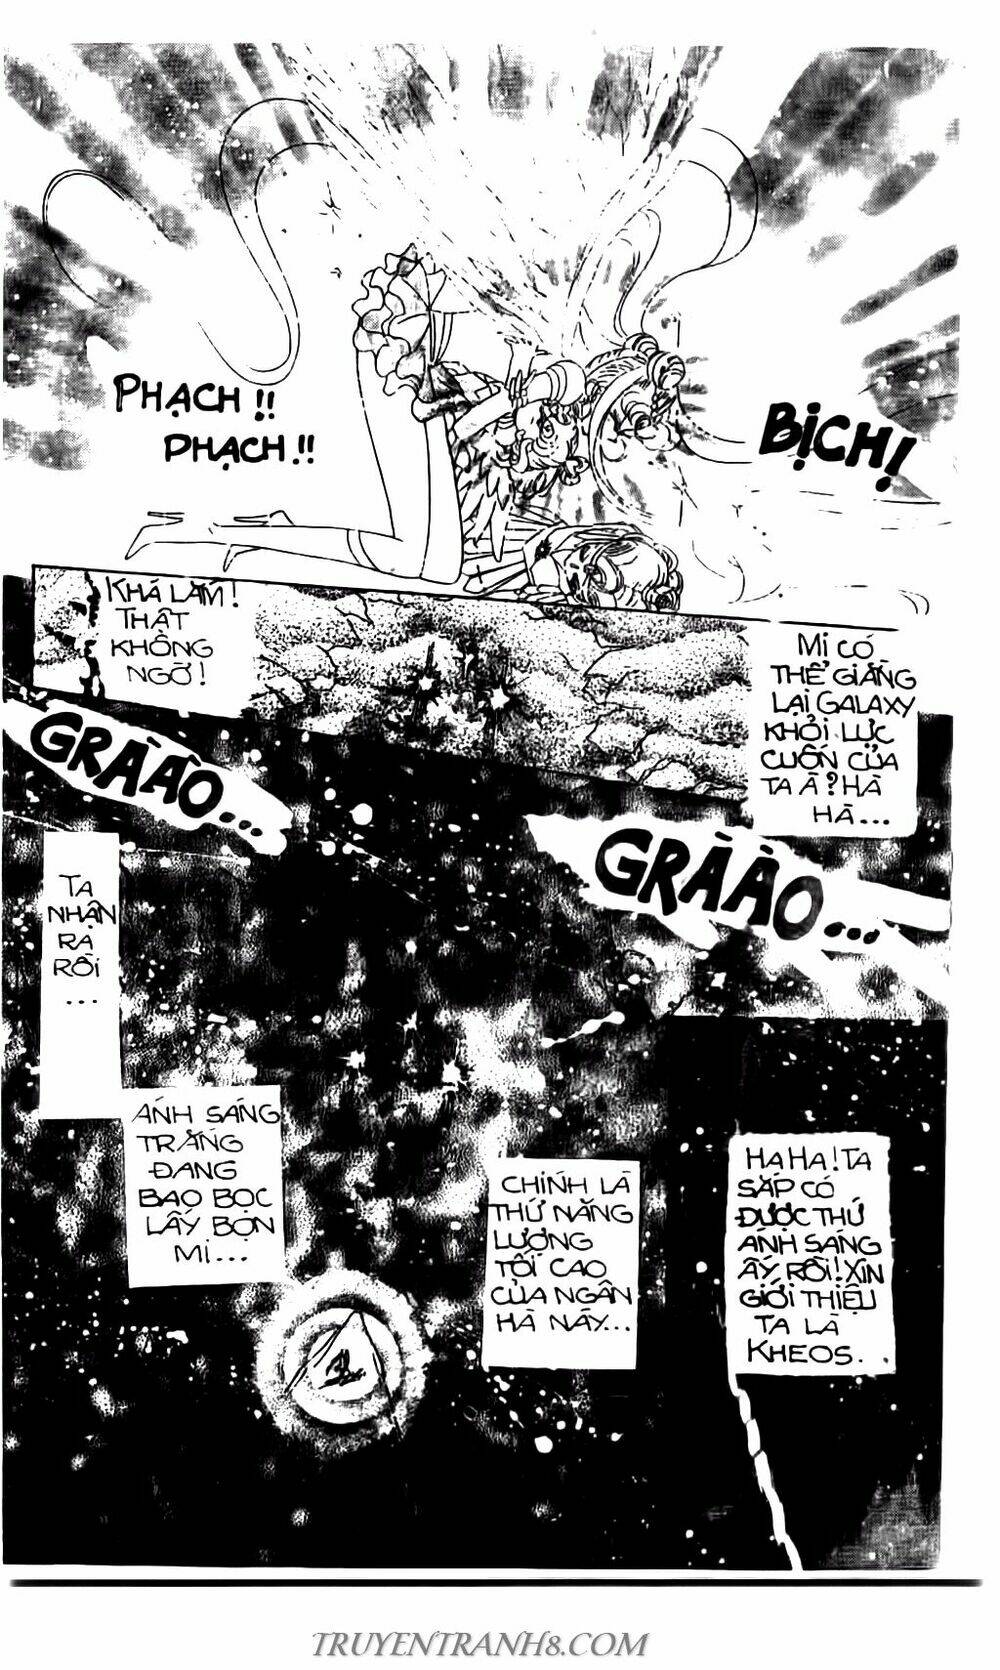 PHẠCH!!
PHẠCH!!
BỊCH!
KHÁ LẮM!
THẬT
KHÔNG
NGỜ!
MI CÓ
THỂ GIẰNG
LẠI GALAXY
KHỎI LỰC
CUỐN CỦA
TA À? HÀ
HÀ...
GRÀÀO...
GRÀÀO...
TA
NHẬN
RA
RỒI
...
ÁNH SÁNG
TRẮNG
ĐANG
BAO BỌC
LẤY BỌN
MI...
CHÍNH LÀ
THỨ NĂNG
LƯỢNG
TỐI CAO
CỦA NGÂN
HÀ NÀY...
HAHA! TA
SẮP CÓ
ĐƯỢC THỨ
ÁNH SÁNG
ẤY RỒI! XIN
GIỚI THIỆU
TA LÀ
KHEOS...
TRUYENTRANH8.COM